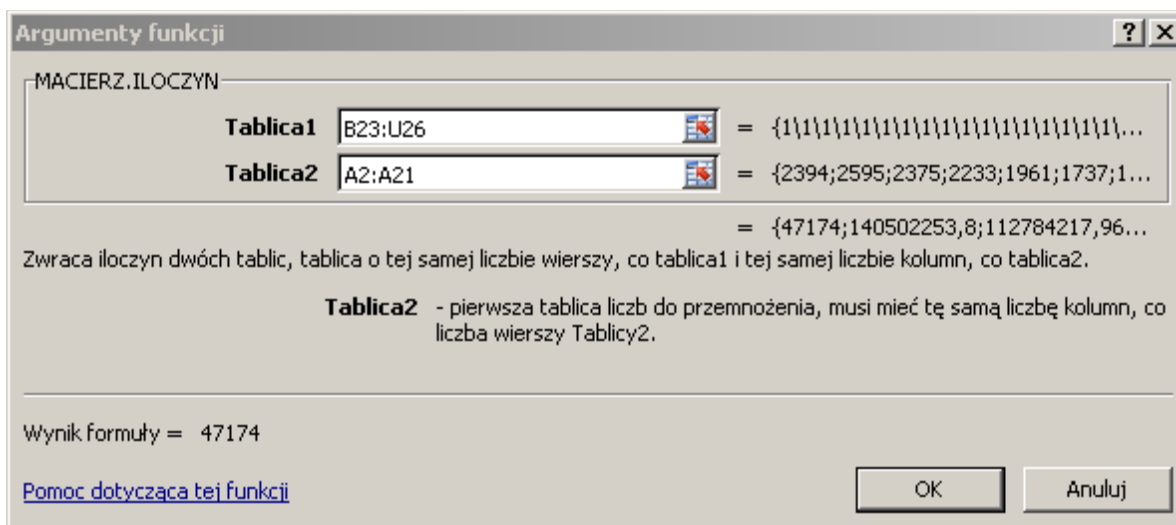 Argumenty funkcji
MACIERZ.ILOCZYN
Tablica1 B23:U26 = {1\1\1\1\1\1\1\1\1\1\1\1\1\1\1\1\1\...
Tablica2 A2:A21 = {2394;2595;2375;2233;1961;1737;1...
= {47174;140502253,8;112784217,96...
Zwraca iloczyn dwóch tablic, tablica o tej samej liczbie wierszy, co tablica1 i tej samej liczbie kolumn, co tablica2.
Tablica2 - pierwsza tablica liczb do przemnożenia, musi mieć tę samą liczbę kolumn, co
liczba wierszy Tablicy2.
Wynik formuły = 47174
Pomoc dotycząca tej funkcji OK Anuluj